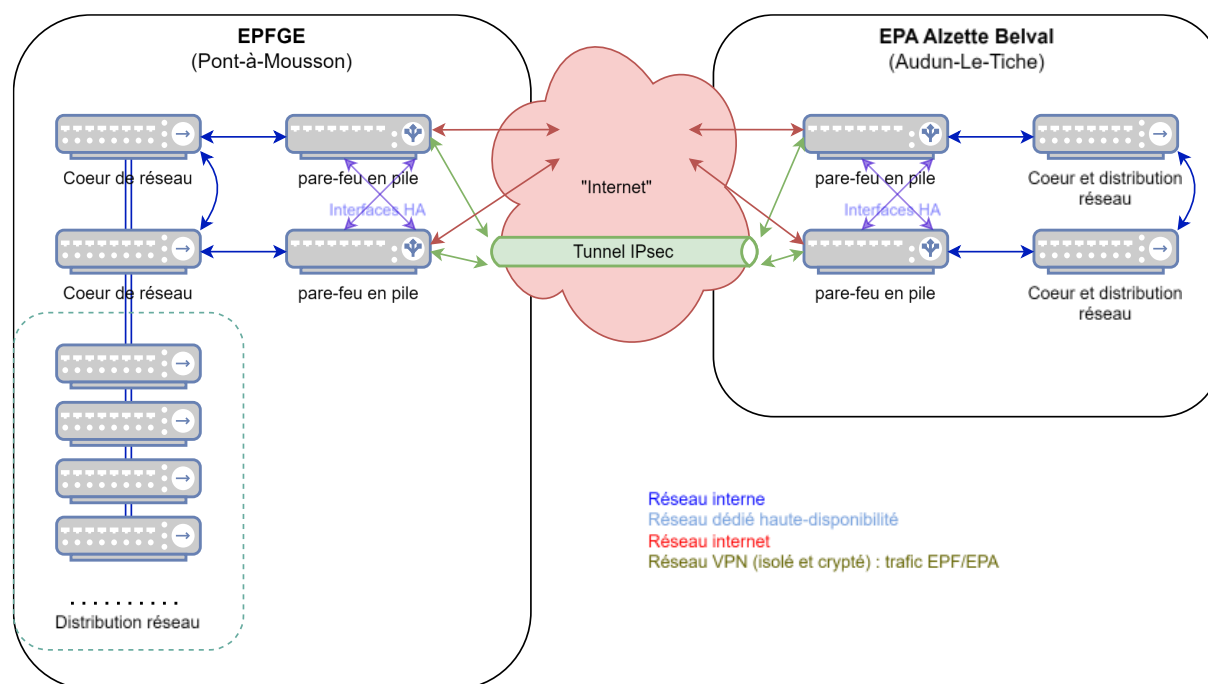 EPFGE
(Pont-à-Mousson)
EPA Alzette Belval
(Audun-Le-Tiche)
Coeur de réseau
pare-feu en pile
Interfaces HA
Coeur de réseau
pare-feu en pile
"Internet"
Tunnel IPsec
pare-feu en pile
Interfaces HA
pare-feu en pile
Coeur et distribution
réseau
Coeur et distribution
réseau
Distribution réseau
Réseau interne
Réseau dédié haute-disponibilité
Réseau internet
Réseau VPN (isolé et crypté) : trafic EPF/EPA